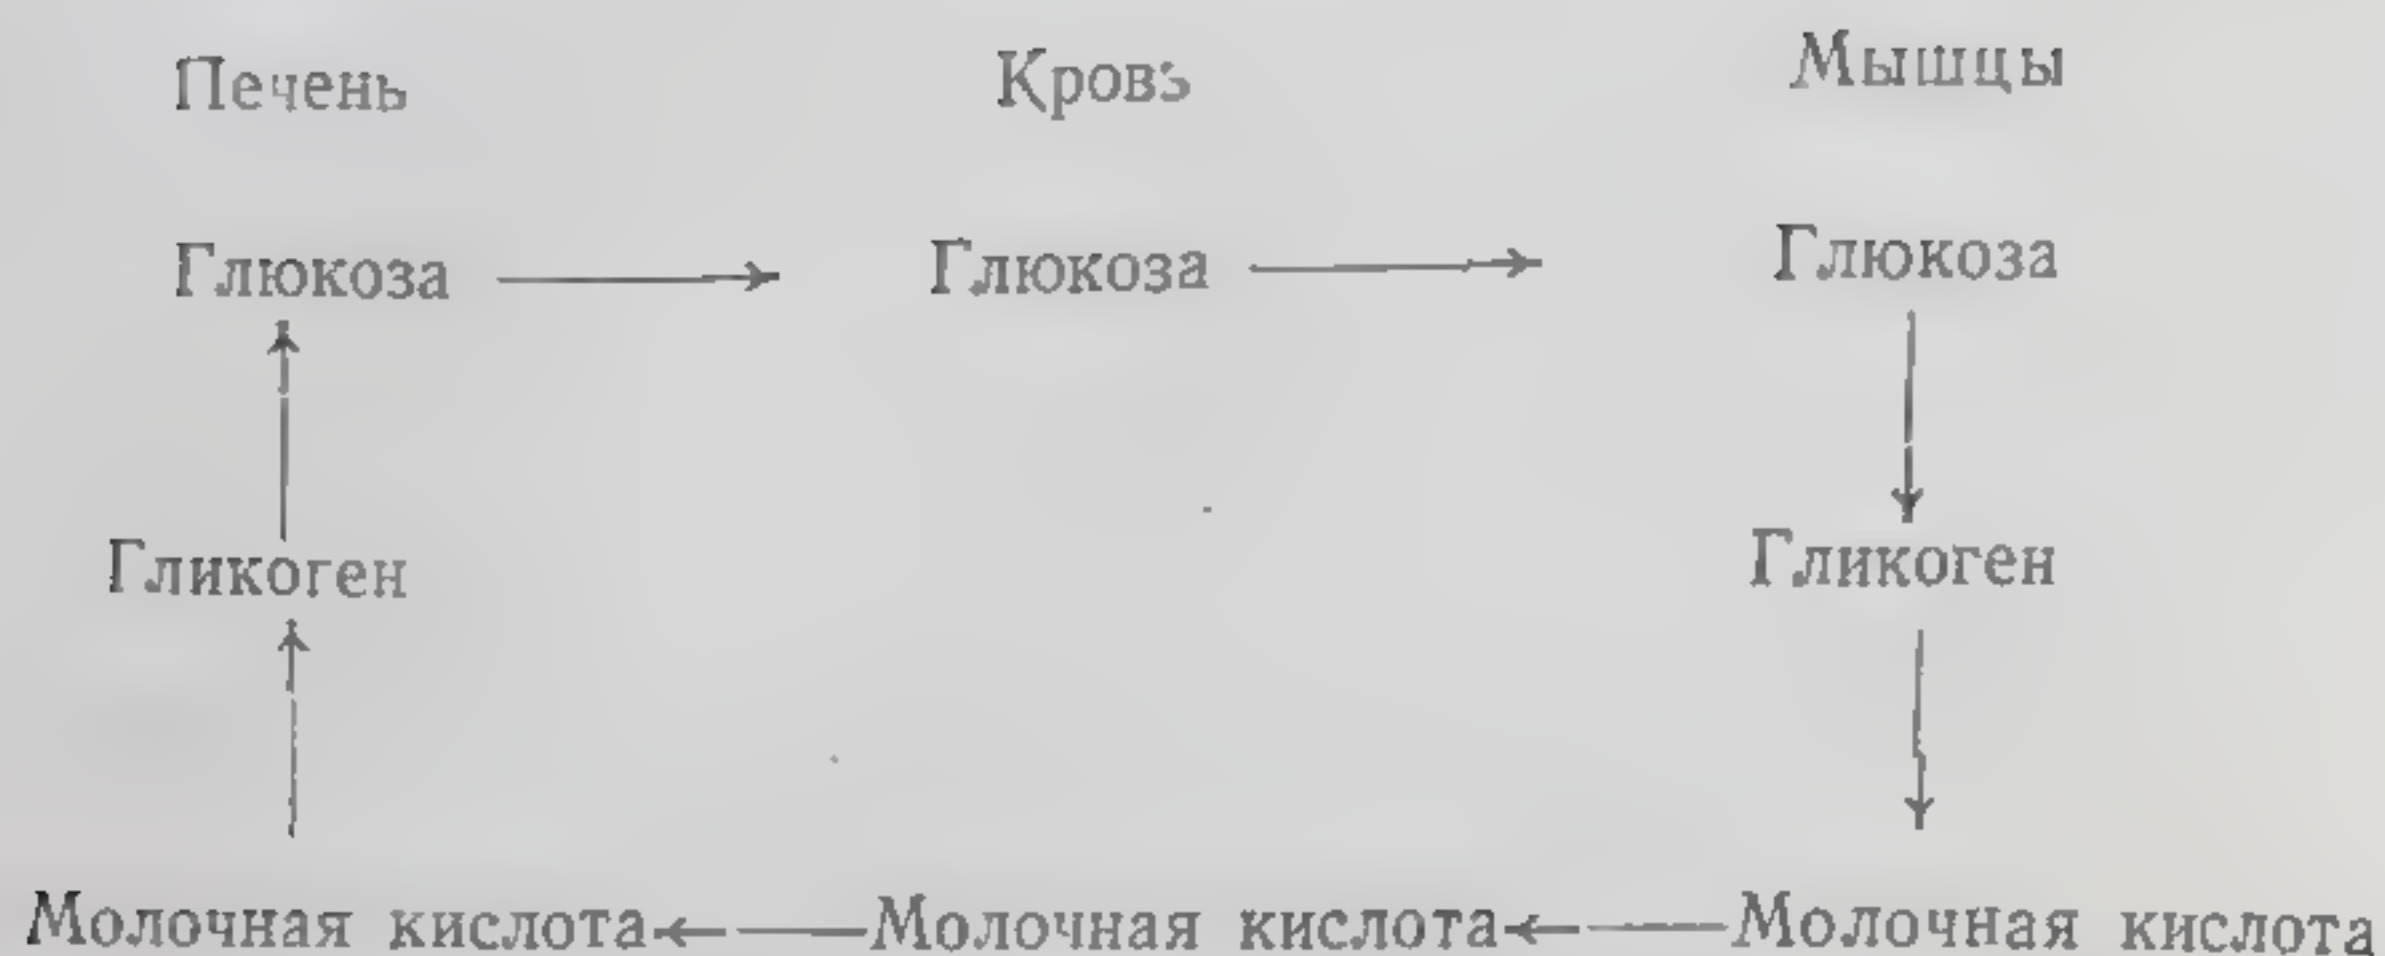 Печень Кровь Мышцы
Глюкоза Глюкоза Глюкоза
Гликоген Гликоген
Молочная кислота Молочная кислота Молочная кислота